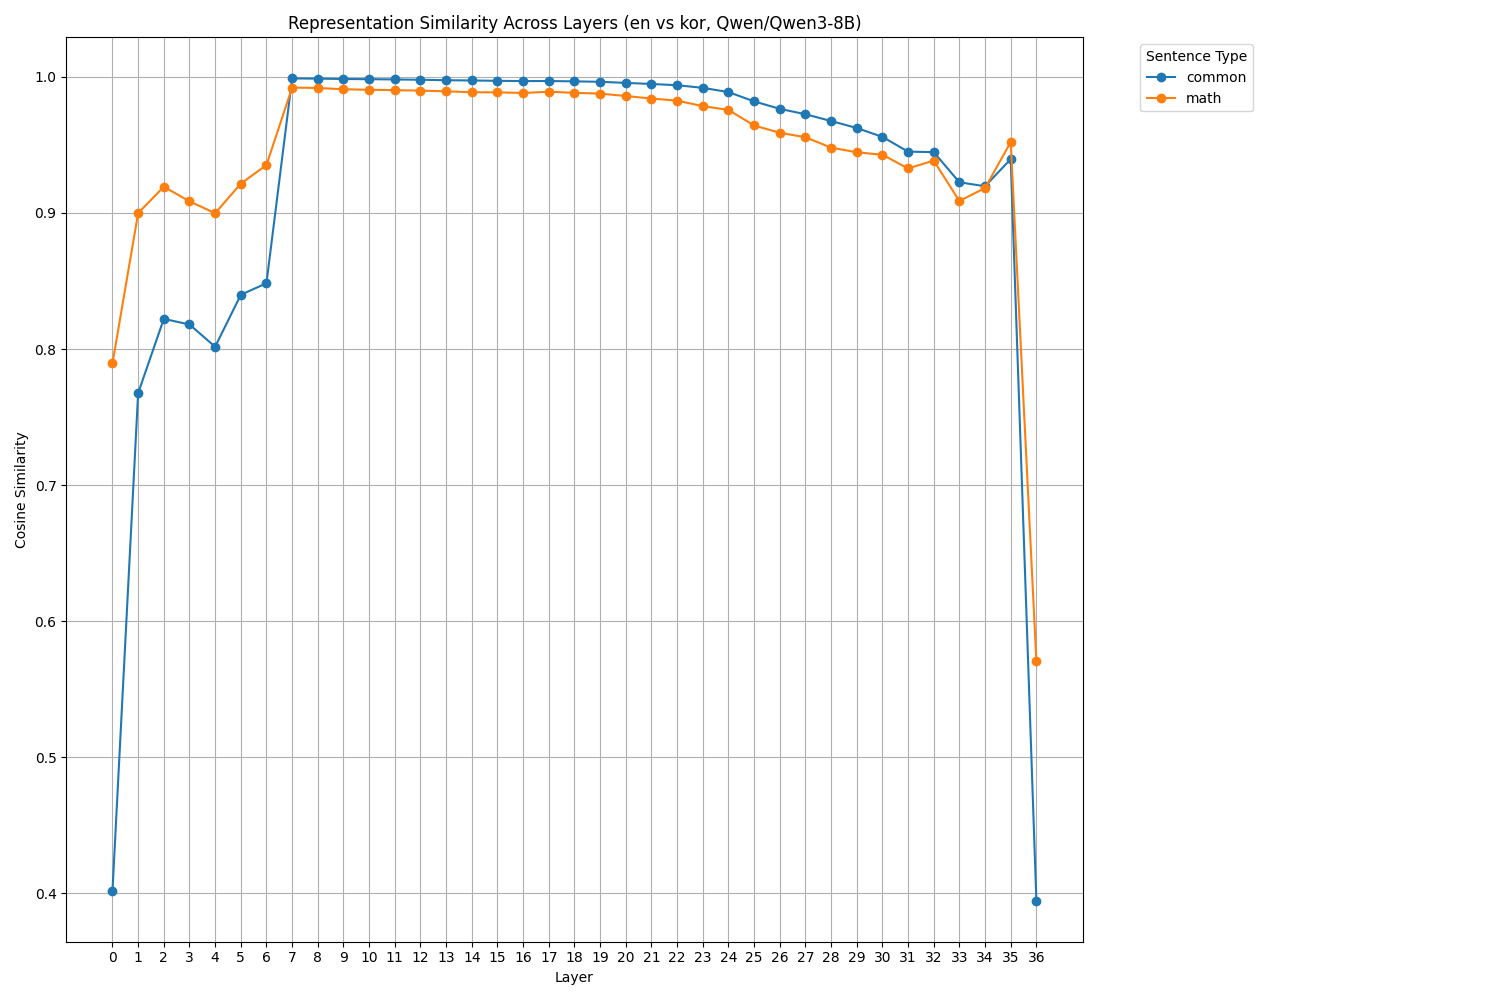 Representation Similarity Across Layers (en vs kor, Qwen/Qwen3-8B)
Sentence Type
common
math
Cosine Similarity
1.0
0.9
0.8
0.7
0.6
0.5
0.4
0 1 2 3 4 5 6 7 8 9 10 11 12 13 14 15 16 17 18 19 20 21 22 23 24 25 26 27 28 29 30 31 32 33 34 35 36
Layer